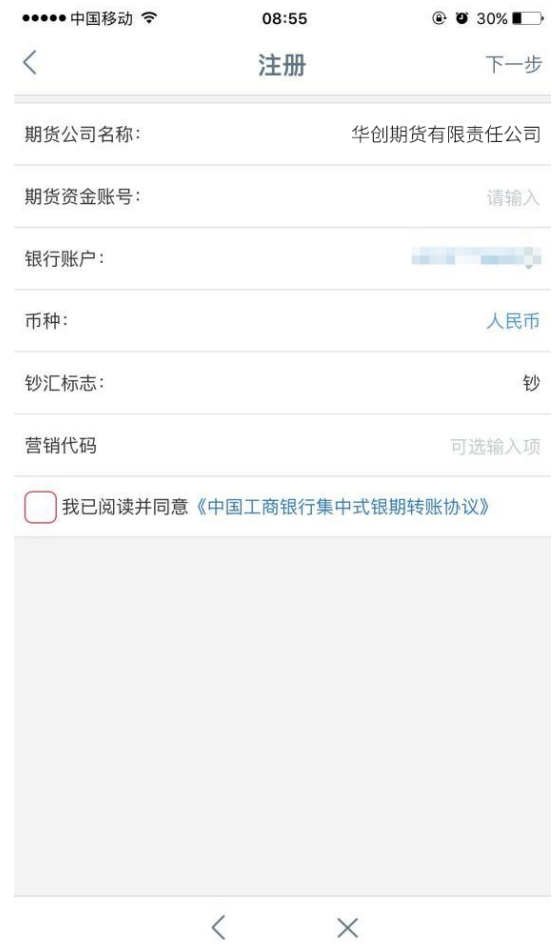 中国移动 08:55 30%
注册 下一步
期货公司名称： 华创期货有限责任公司
期货资金账号： 请输入
银行账户：
币种： 人民币
钞汇标志： 钞
营销代码 可选输入项
我已阅读并同意《中国工商银行集中式银期转账协议》